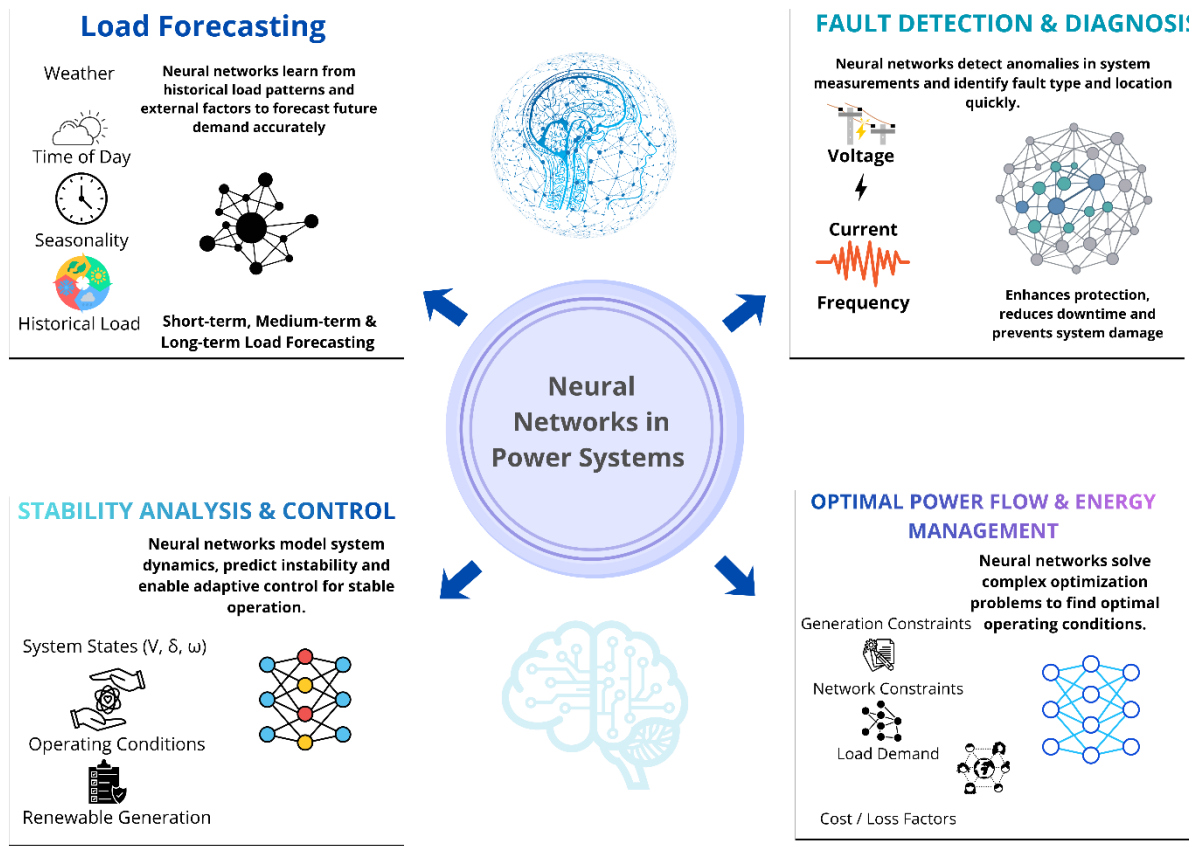 Load Forecasting
Weather
Neural networks learn from
historical load patterns and
external factors to forecast future
demand accurately
Time of Day
Seasonality
Historical Load
Short-term, Medium-term &
Long-term Load Forecasting
FAULT DETECTION & DIAGNOSIS
Neural networks detect anomalies in system
measurements and identify fault type and location
quickly.
Voltage
Current
Frequency
Enhances protection,
reduces downtime and
prevents system damage
Neural
Networks in
Power Systems
STABILITY ANALYSIS & CONTROL
Neural networks model system
dynamics, predict instability and
enable adaptive control for stable
operation.
System States (V, δ, ω)
Operating Conditions
Renewable Generation
OPTIMAL POWER FLOW & ENERGY
MANAGEMENT
Neural networks solve
complex optimization
problems to find optimal
operating conditions.
Generation Constraints
Network Constraints
Load Demand
Cost / Loss Factors